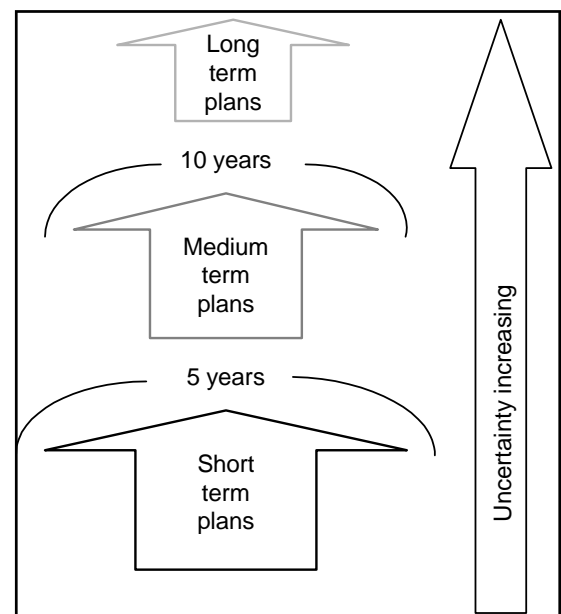 Long
term
plans
10 years
Medium
term
plans
5 years
Short
term
plans
Uncertainty increasing